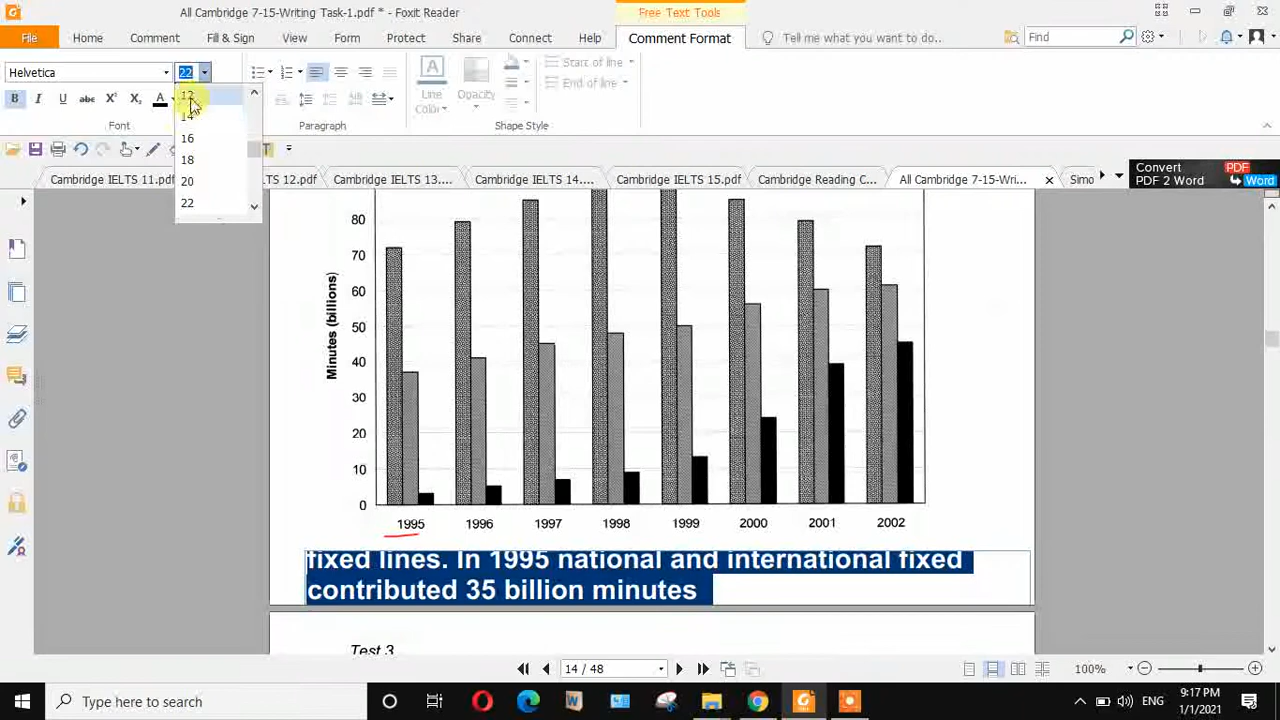 All Cambridge 7-15-Writing Task-1.pdf * - Foxit Reader
Free Text Tools
File
Home
Comment
Fill & Sign
View
Form
Protect
Share
Connect
Help
Comment Format
Tell me what you want to do...
Find
Helvetica
22
Line Color
Opacity
Start of line
End of line
Font
Paragraph
Shape Style
12
14
16
18
20
22
Cambridge IELTS 11.pdf
TS 12.pdf
Cambridge IELTS 13....
Cambridge IELTS 14....
Cambridge IELTS 15.pdf
Cambridge Reading C...
All Cambridge 7-15-Wri...
Simo
Convert PDF
PDF 2 Word Word
Minutes (billions)
80
70
60
50
40
30
20
10
0
1995 1996 1997 1998 1999 2000 2001 2002
fixed lines. In 1995 national and international fixed
contributed 35 billion minutes
Test 3
14 / 48
100%
Type here to search
ENG
9:17 PM
1/1/2021